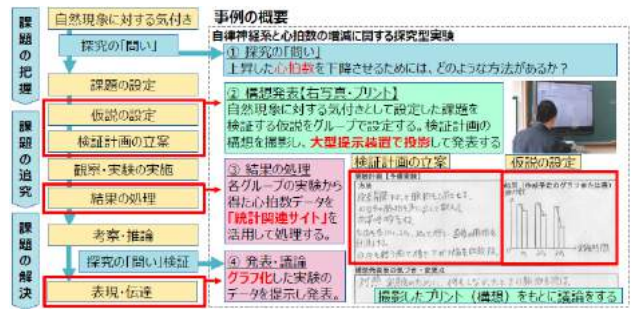 課題の把握
課題の追究
課題の解決
自然現象に対する気付き
探究の「問い」
課題の設定
仮説の設定
検証計画の立案
観察・実験の実施
結果の処理
考察・推論
探究の「問い」検証
表現・伝達
事例の概要
自律神経系と心拍数の増減に関する探究型実験
① 探究の「問い」
上昇した心拍数を下降させるためには、どのような方法があるか?
② 構想発表【右写真・プリント】
自然現象に対する気付きとして設定した課題を
検証する仮説をグループで設定する。検証計画の
構想を撮影し、大型提示装置で投影して発表する
③ 結果の処理
各グループの実験から
得た心拍数データを
「統計関連サイト」を
活用して処理する。
④ 発表・議論
グラフ化した実験の
データを提示し発表。
検証計画の立案
仮説の設定
方法
撮影したプリント(構想)をもとに議論をする